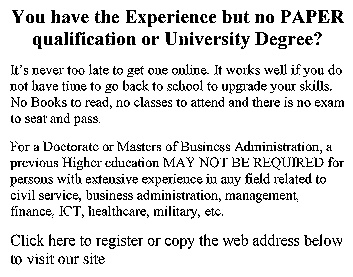 You have the Experience but no PAPER
qualification or University Degree?
It's never too late to get one online. It works well if you do
not have time to go back to school to upgrade your skills.
No Books to read, no classes to attend and there is no exam
to seat and pass.
For a Doctorate or Masters of Business Administration, a
previous Higher education MAY NOT BE REQUIRED for
persons with extensive experience in any field related to
civil service, business administration, management,
finance, ICT, healthcare, military, etc.
Click here to register or copy the web address below
to visit our site